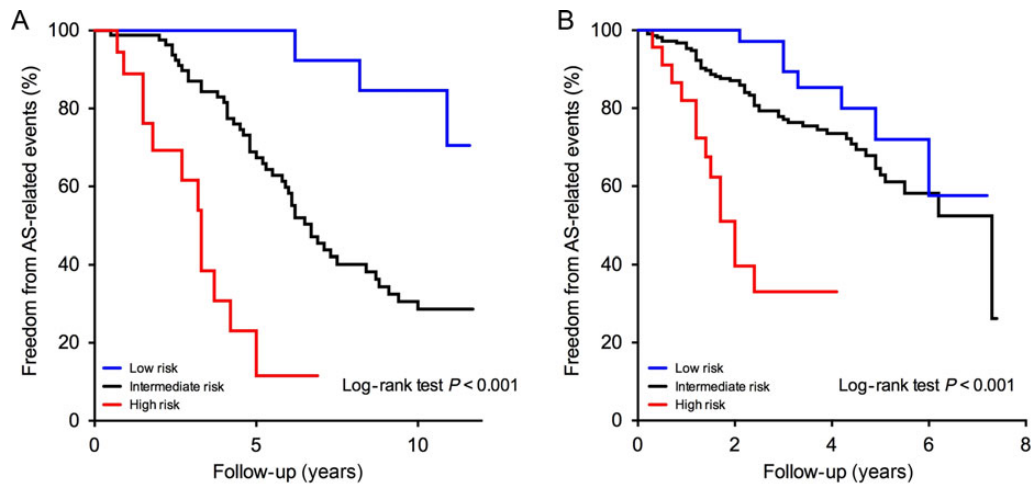 A
100
80
60
40
20
0
Freedom from AS-related events (%)
Low risk
Intermediate risk
High risk
Log-rank test P < 0.001
0 5 10
Follow-up (years)
B
100
80
60
40
20
0
Freedom from AS-related events (%)
Low risk
Intermediate risk
High risk
Log-rank test P < 0.001
0 2 4 6 8
Follow-up (years)